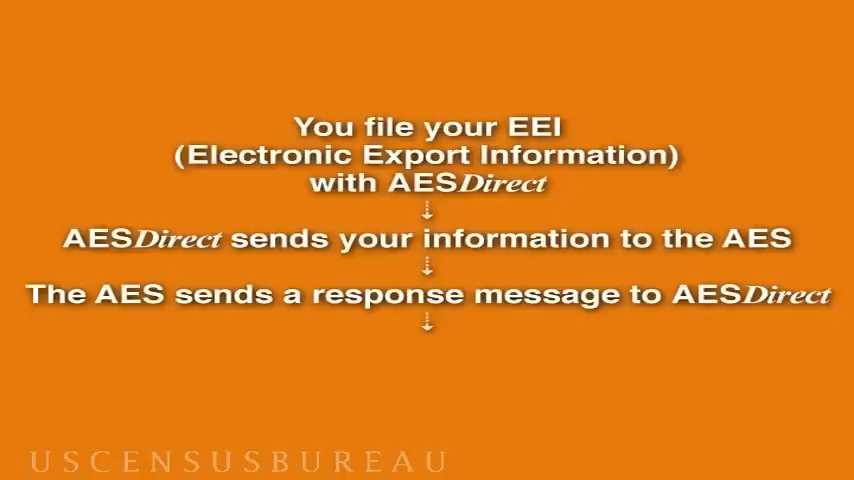 You file your EEI
(Electronic Export Information)
with AESDirect
AESDirect sends your information to the AES
The AES sends a response message to AESDirect
USCENSUSBUREAU